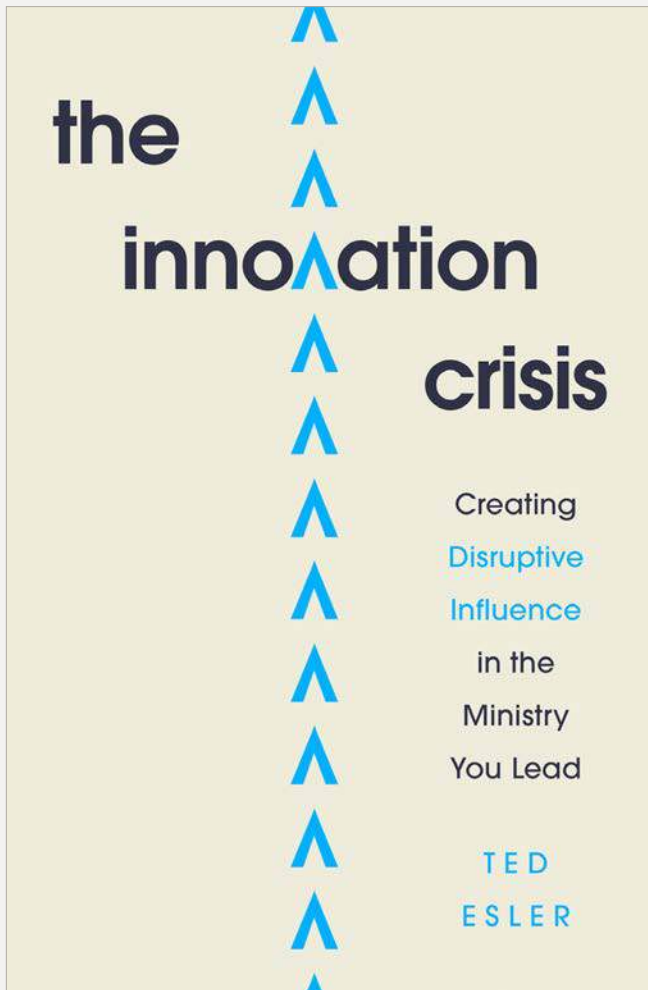 the
innovation
crisis
Creating
Disruptive
Influence
in the
Ministry
You Lead
TED
ESLER